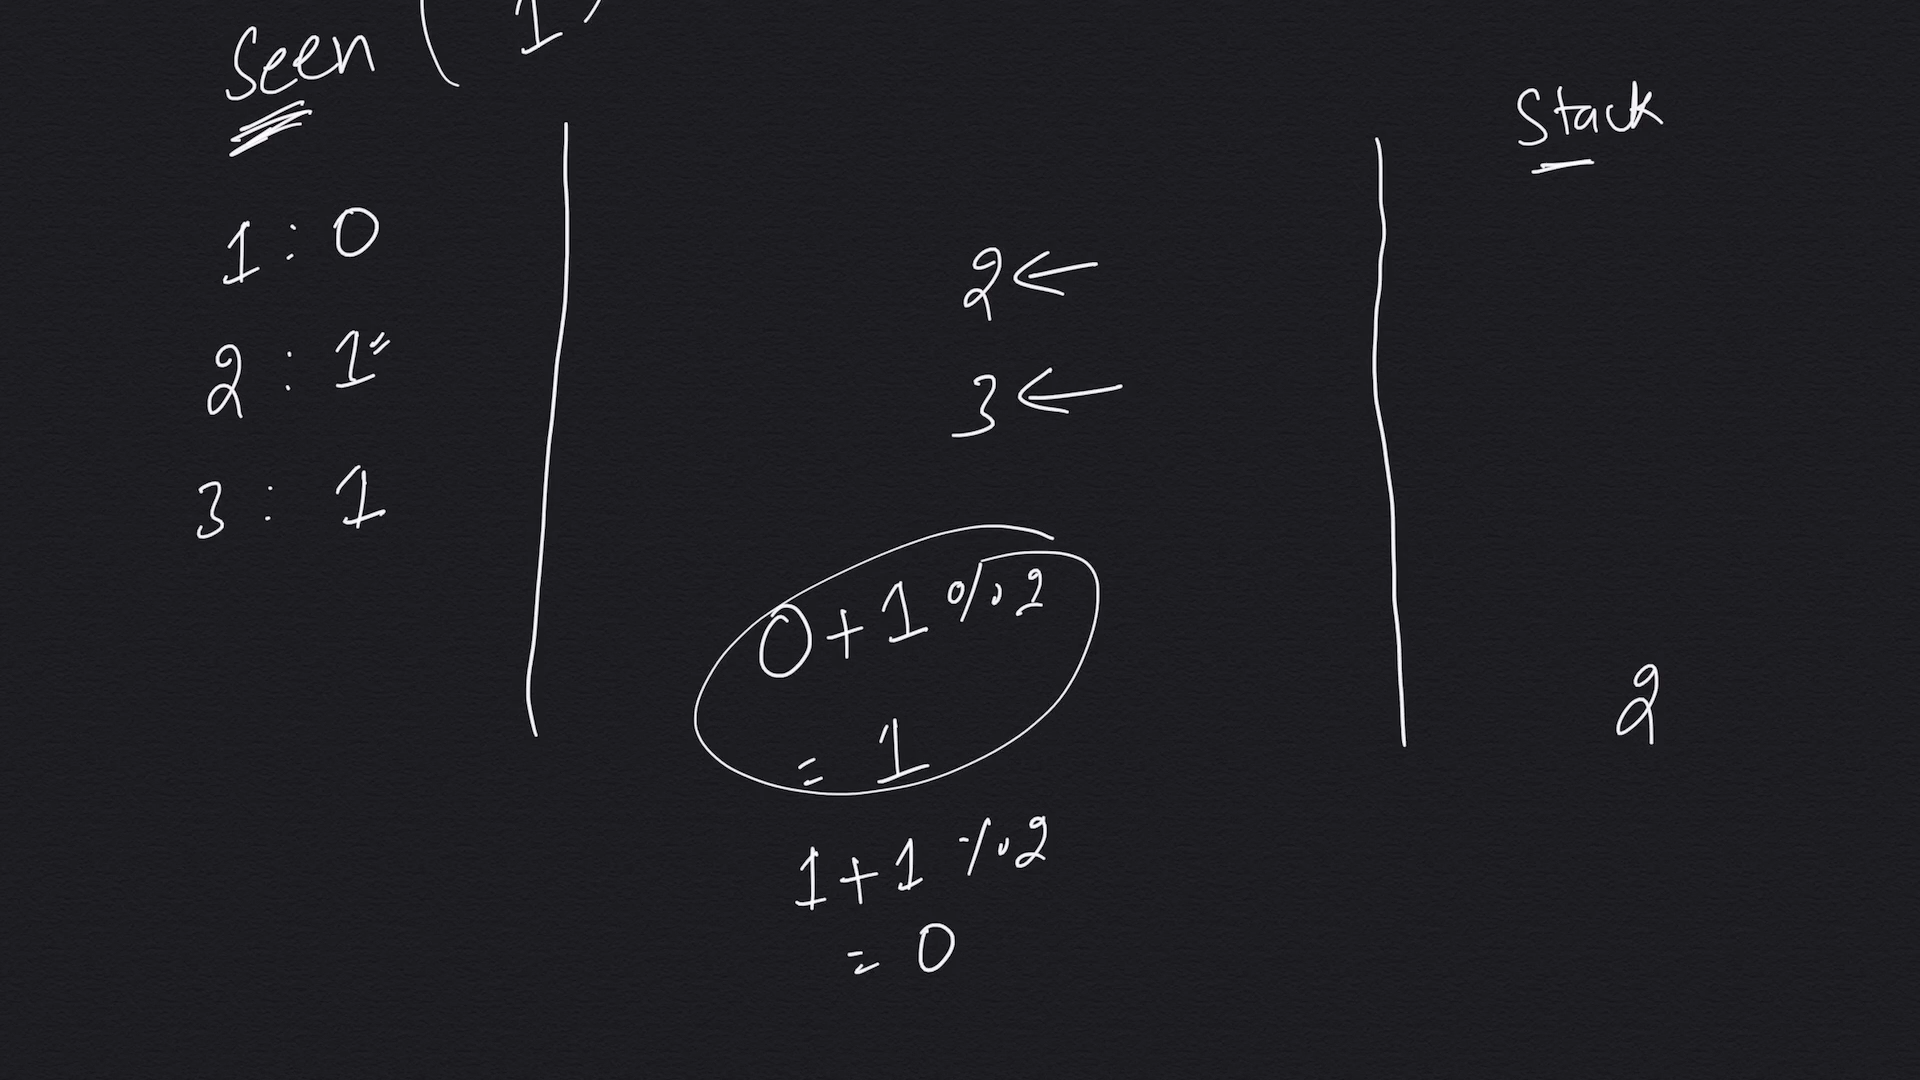 Seen ( 1 )
Stack
1 : 0
2 : 1
3 : 1
2 ←
3 ←
0 + 1 % 2
= 1
1 + 1 % 2
= 0
2